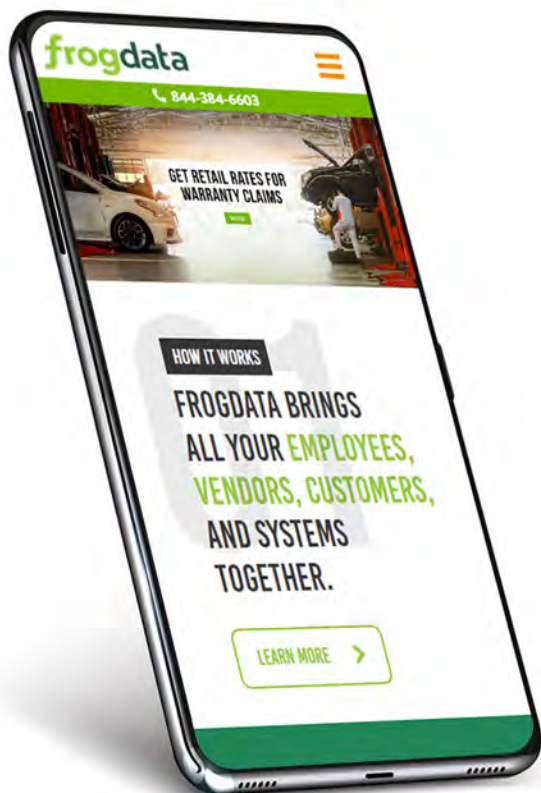 frogdata
844-384-6603
GET RETAIL RATES FOR
WARRANTY CLAIMS
01
HOW IT WORKS
FROGDATA BRINGS
ALL YOUR EMPLOYEES,
VENDORS, CUSTOMERS,
AND SYSTEMS
TOGETHER.
LEARN MORE